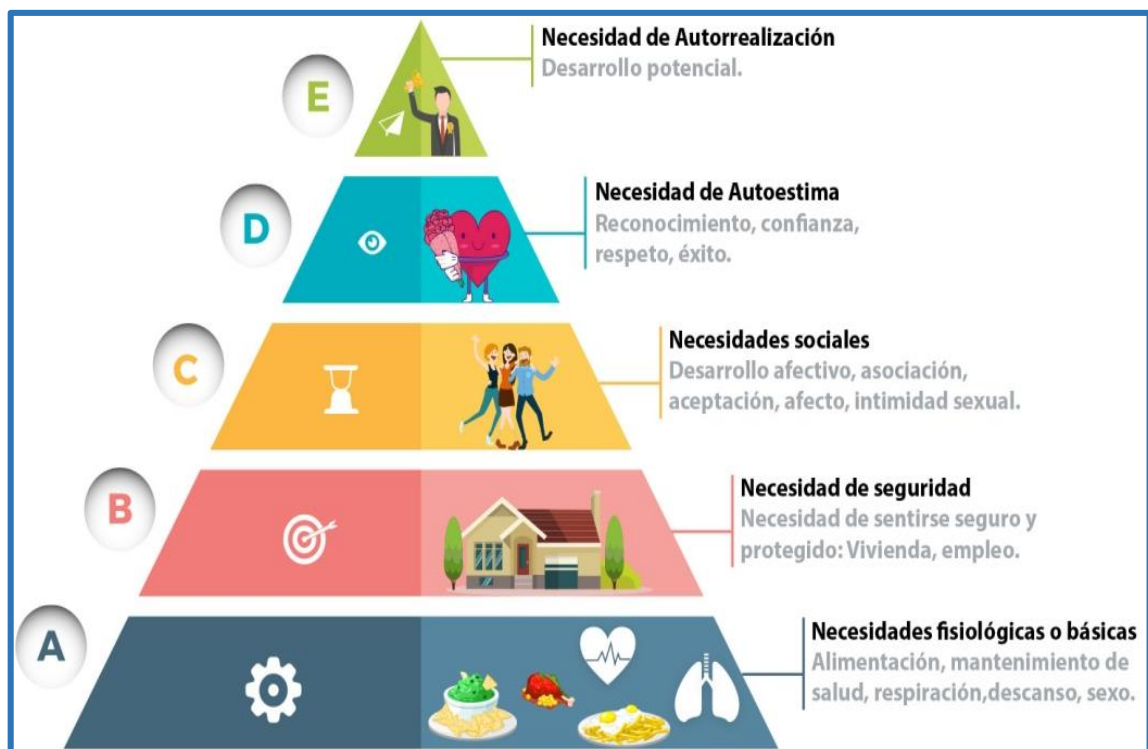 E
Necesidad de Autorrealización
Desarrollo potencial.
D
Necesidad de Autoestima
Reconocimiento, confianza,
respeto, éxito.
C
Necesidades sociales
Desarrollo afectivo, asociación,
aceptación, afecto, intimidad sexual.
B
Necesidad de seguridad
Necesidad de sentirse seguro y
protegido: Vivienda, empleo.
A
Necesidades fisiológicas o básicas
Alimentación, mantenimiento de
salud, respiración,descanso, sexo.